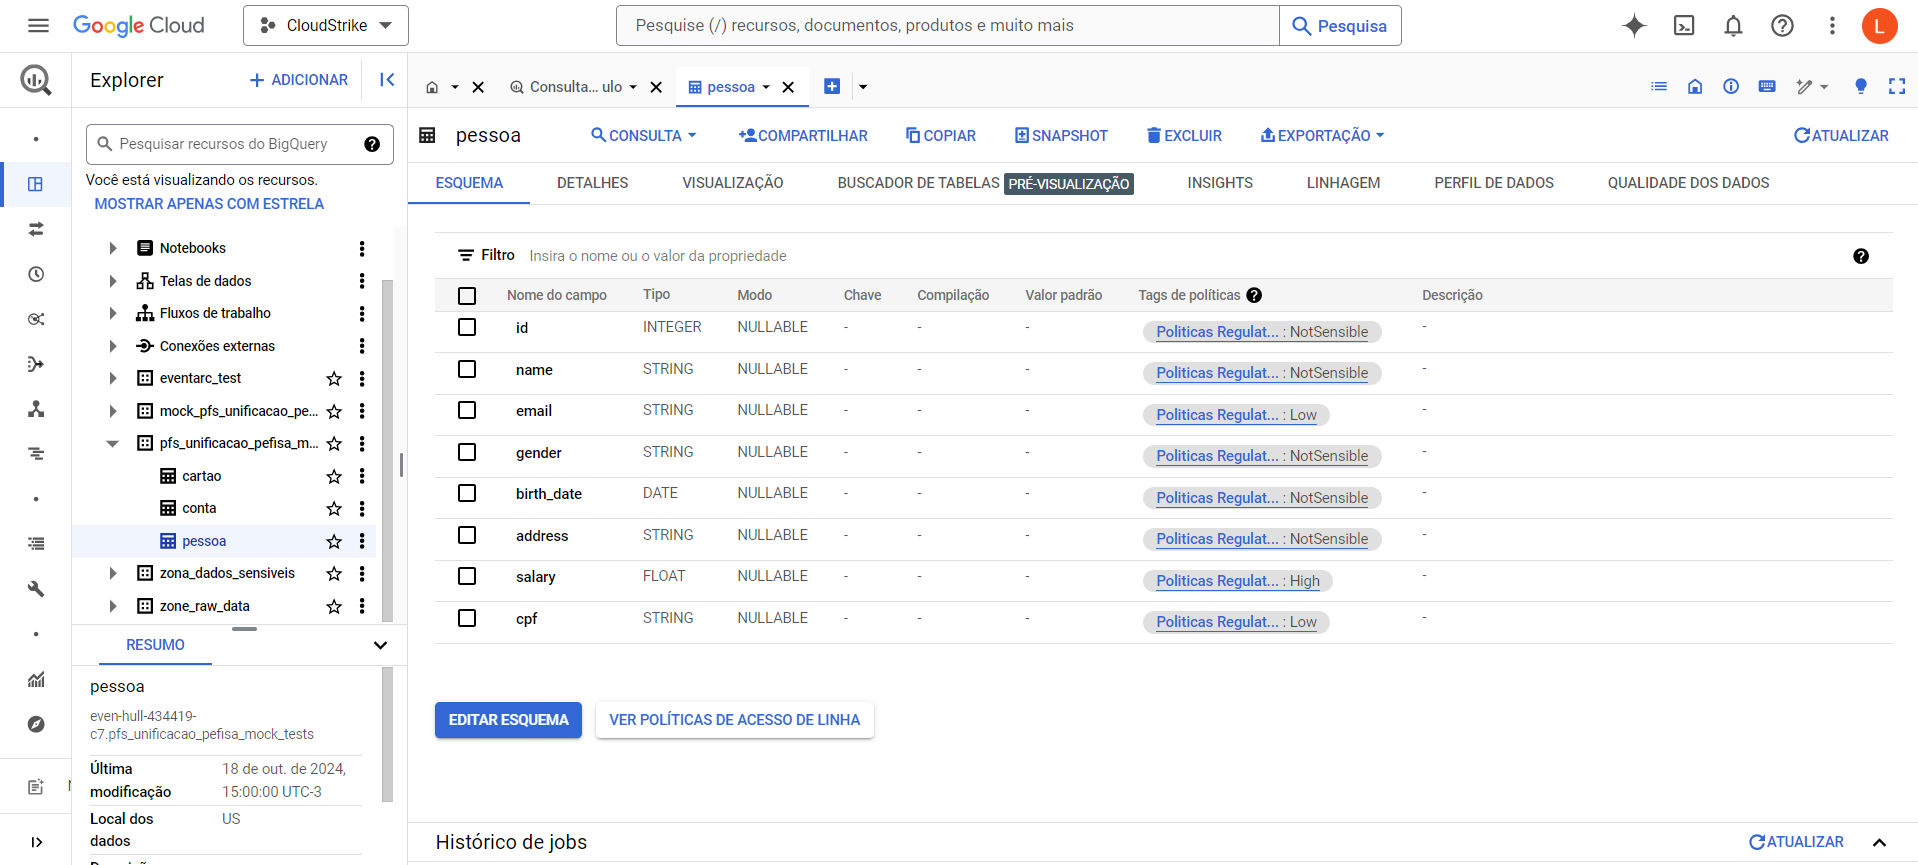 Google Cloud
CloudStrike
Pesquise (/) recursos, documentos, produtos e muito mais
Pesquisa
L
Explorer
ADICIONAR
Consulta... ulo
pessoa
Pesquisar recursos do BigQuery
Você está visualizando os recursos.
MOSTRAR APENAS COM ESTRELA
Notebooks
Telas de dados
Fluxos de trabalho
Conexões externas
eventarc_test
mock_pfs_unificacao_pe...
pfs_unificacao_pefisa_m...
cartao
conta
pessoa
zona_dados_sensiveis
zone_raw_data
RESUMO
pessoa
even-hull-434419-
c7.pfs_unificacao_pefisa_mock_tests
Última modificação 18 de out. de 2024, 15:00:00 UTC-3
Local dos dados US
pessoa
CONSULTA
COMPARTILHAR
COPIAR
SNAPSHOT
EXCLUIR
EXPORTAÇÃO
ATUALIZAR
ESQUEMA DETALHES VISUALIZAÇÃO BUSCADOR DE TABELAS PRÉ-VISUALIZAÇÃO INSIGHTS LINHAGEM PERFIL DE DADOS QUALIDADE DOS DADOS
Filtro Insira o nome ou o valor da propriedade
Nome do campo Tipo Modo Chave Compilação Valor padrão Tags de políticas Descrição
id INTEGER NULLABLE - - - Politicas Regulat... : NotSensible -
name STRING NULLABLE - - - Politicas Regulat... : NotSensible -
email STRING NULLABLE - - - Politicas Regulat... : Low -
gender STRING NULLABLE - - - Politicas Regulat... : NotSensible -
birth_date DATE NULLABLE - - - Politicas Regulat... : NotSensible -
address STRING NULLABLE - - - Politicas Regulat... : NotSensible -
salary FLOAT NULLABLE - - - Politicas Regulat... : High -
cpf STRING NULLABLE - - - Politicas Regulat... : Low -
EDITAR ESQUEMA
VER POLÍTICAS DE ACESSO DE LINHA
Histórico de jobs
ATUALIZAR